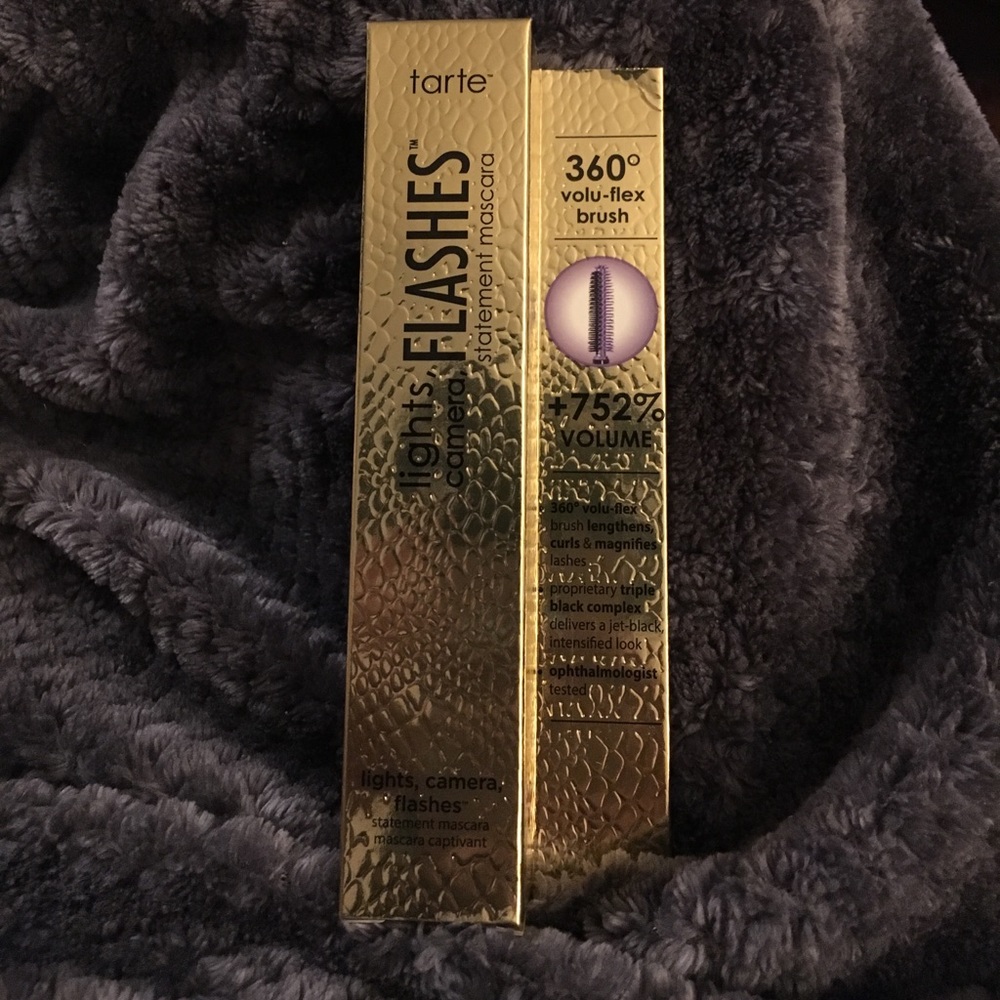 tarte™
lights,
camera,
FLASHES™
statement mascara
lights, camera,
flashes™
statement mascara
mascara captivant
360°
volu-flex
brush
+752%
VOLUME
360° volu-flex
brush lengthens,
curls & magnifies
lashes
• proprietary triple
black complex
delivers a jet-black,
intensified look
• ophthalmologist
tested